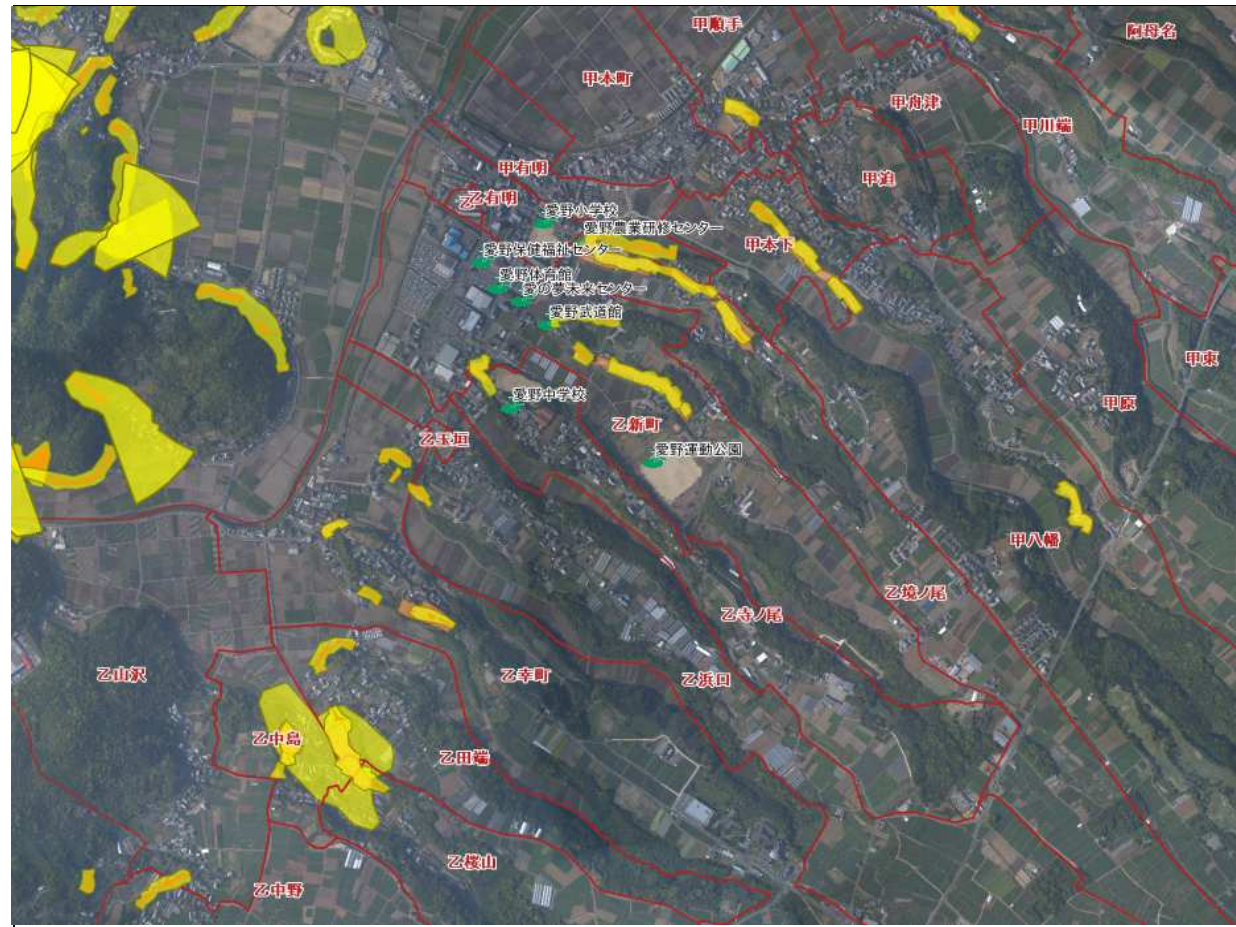 甲順手
阿母名
甲本町
甲舟津
甲川端
甲有明
甲泊
乙有明
乙
愛野小学校
愛野農業研修センター
甲本下
愛野保健福祉センター
愛野体育館
愛の夢未来センター
愛野武道館
甲東
愛野中学校
甲原
乙新町
乙玉垣
愛野運動公園
甲八幡
乙境ノ尾
乙寺ノ尾
乙山沢
乙幸町
乙浜口
乙中島
乙田端
乙桜山
乙中野